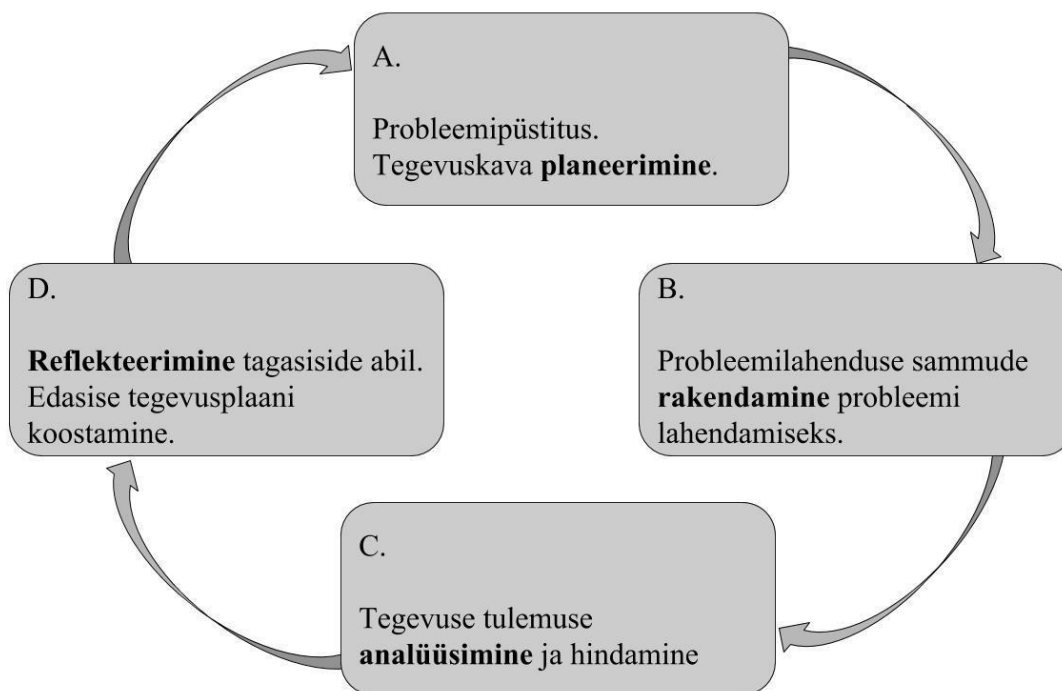 A.
Probleemipüstitus.
Tegevuskava planeerimine.
B.
Probleemilahenduse sammude
rakendamine probleemi
lahendamiseks.
C.
Tegevuse tulemuse
analüüsimine ja hindamine
D.
Reflekteerimine tagasiside abil.
Edasise tegevusplaani
koostamine.